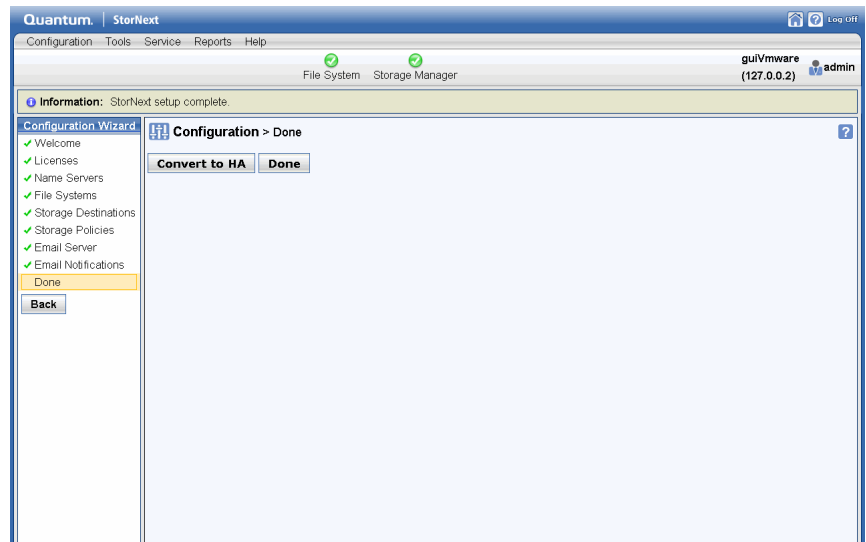 Quantum. StorNext Log Off
Configuration Tools Service Reports Help
File System Storage Manager
guiVmware
(127.0.0.2)
admin
Information: StorNext setup complete.
Configuration Wizard
Welcome
Licenses
Name Servers
File Systems
Storage Destinations
Storage Policies
Email Server
Email Notifications
Done
Back
Configuration > Done
Convert to HA Done